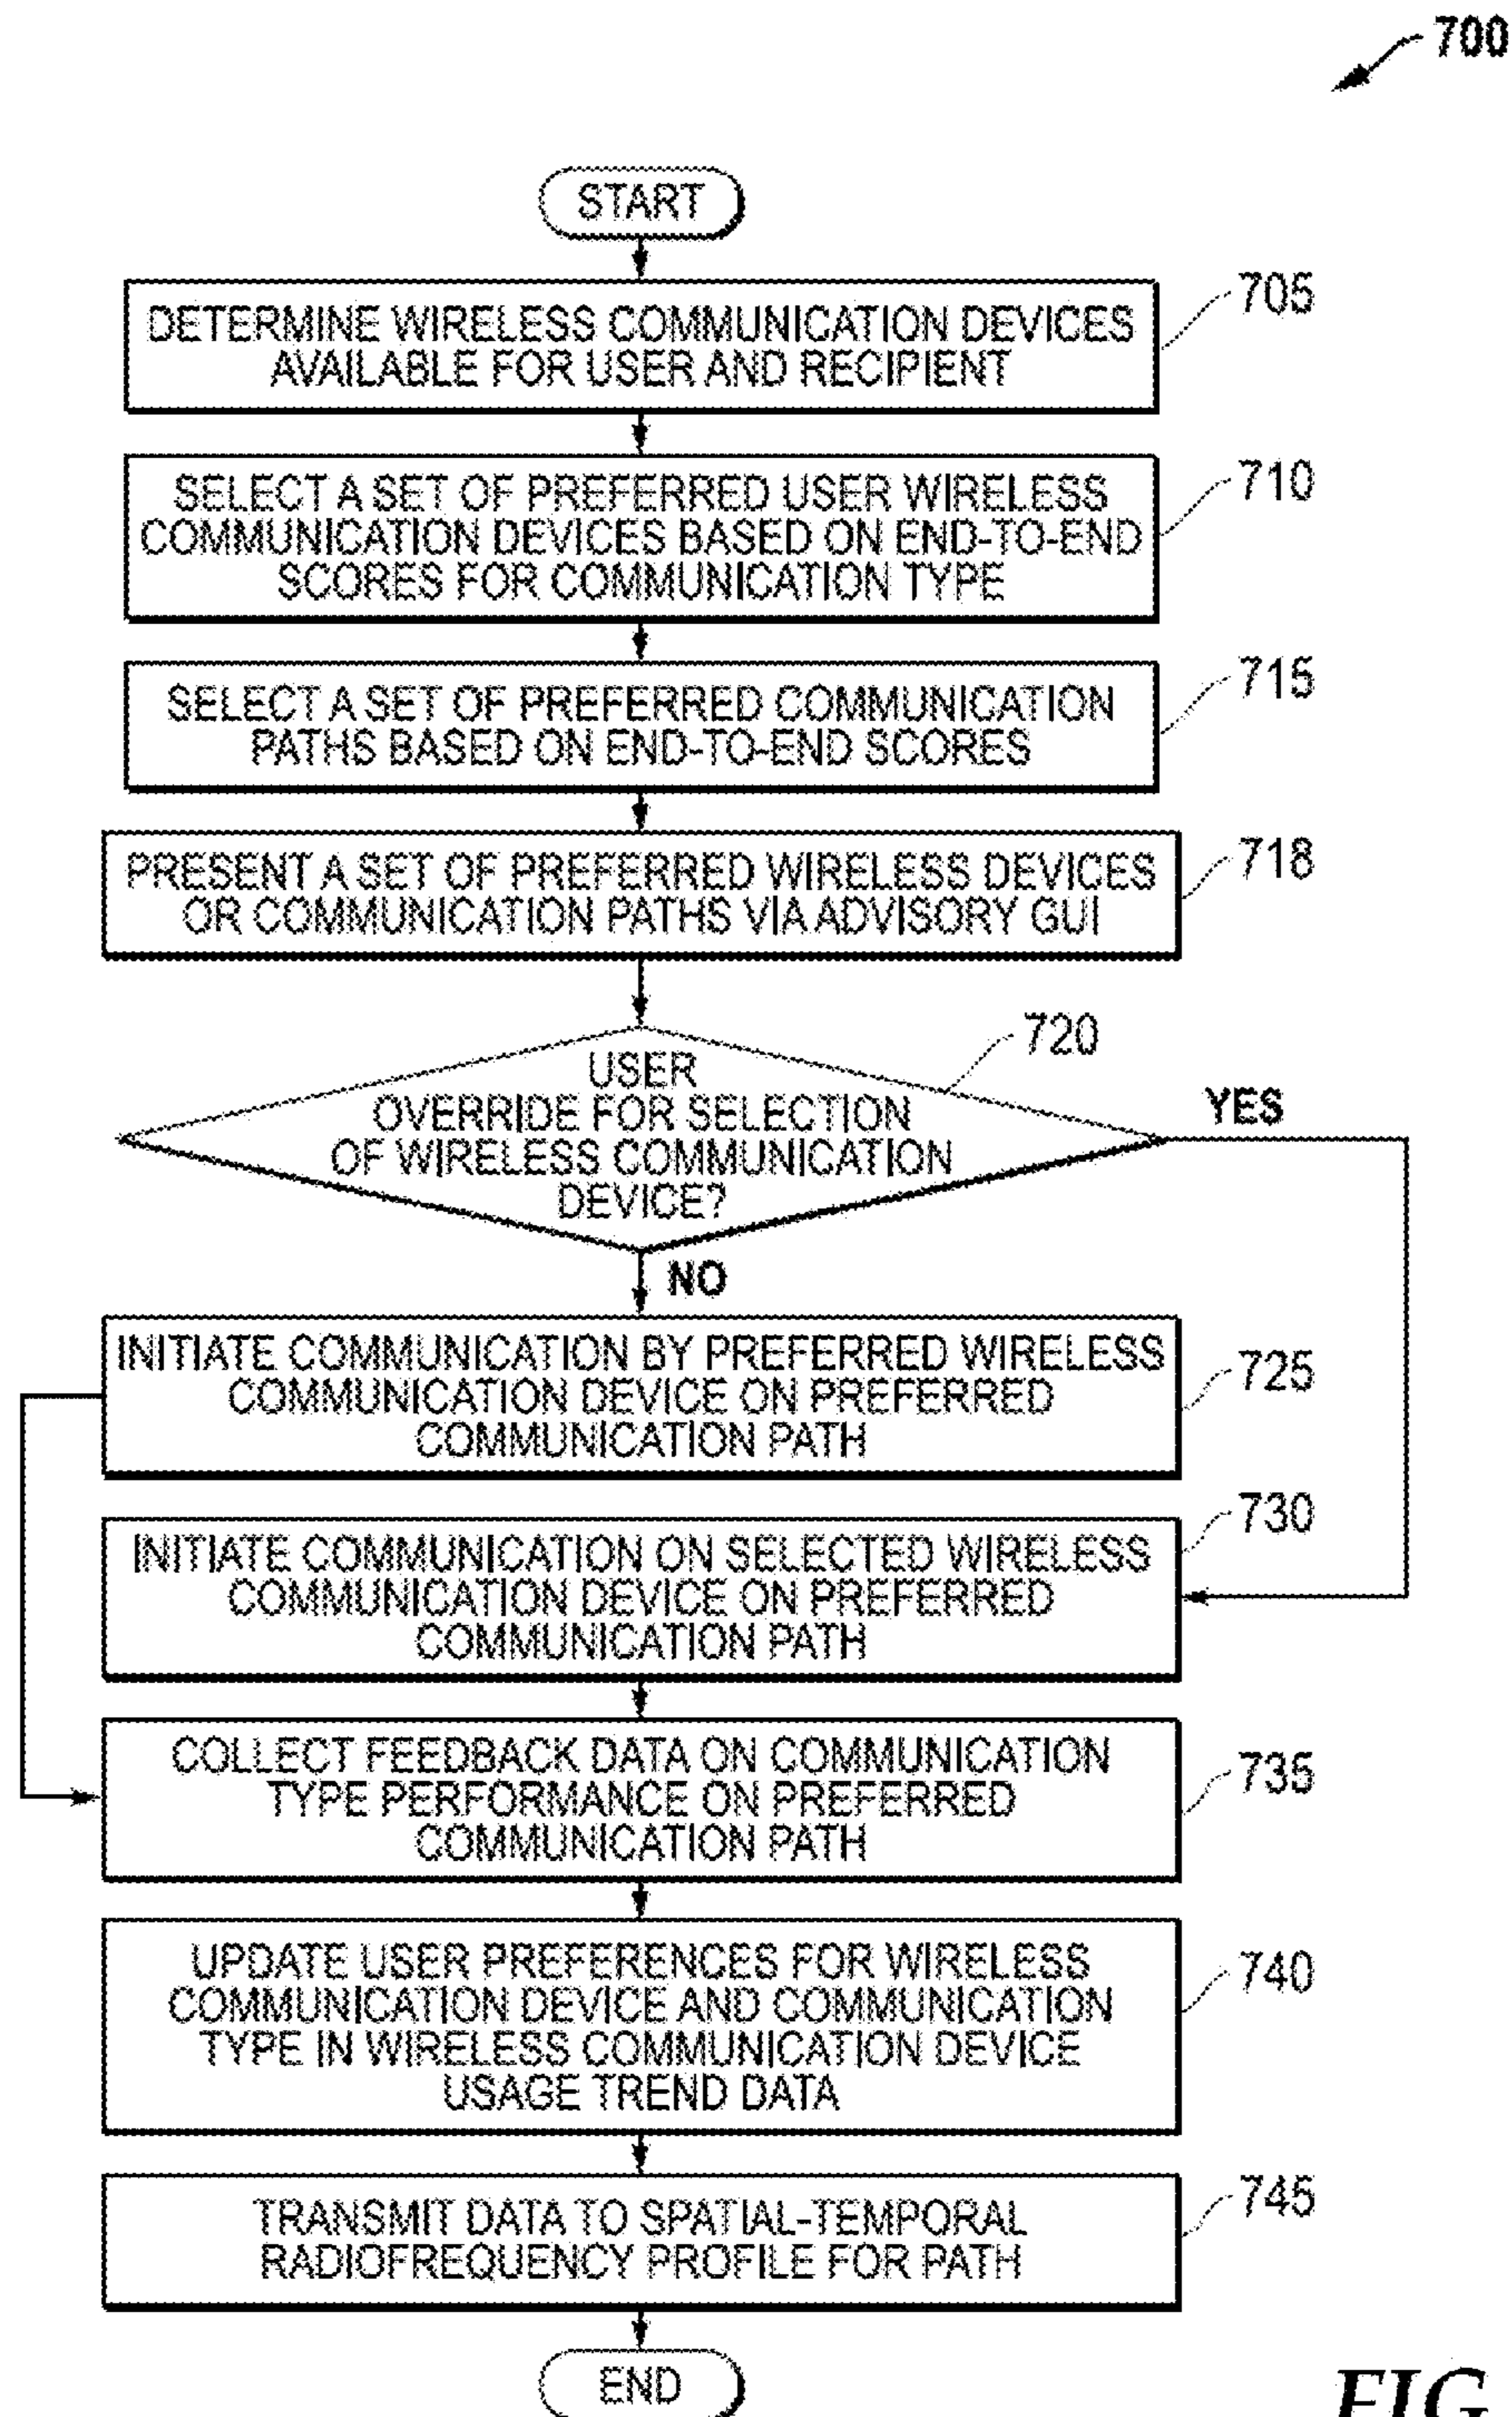 700
START
DETERMINE WIRELESS COMMUNICATION DEVICES
AVAILABLE FOR USER AND RECIPIENT
705
SELECT A SET OF PREFERRED USER WIRELESS
COMMUNICATION DEVICES BASED ON END-TO-END
SCORES FOR COMMUNICATION TYPE
710
SELECT A SET OF PREFERRED COMMUNICATION
PATHS BASED ON END-TO-END SCORES
715
PRESENT A SET OF PREFERRED WIRELESS DEVICES
OR COMMUNICATION PATHS VIA ADVISORY GUI
718
USER
OVERRIDE FOR SELECTION
OF WIRELESS COMMUNICATION
DEVICE?
720
YES
NO
INITIATE COMMUNICATION BY PREFERRED WIRELESS
COMMUNICATION DEVICE ON PREFERRED
COMMUNICATION PATH
725
INITIATE COMMUNICATION ON SELECTED WIRELESS
COMMUNICATION DEVICE ON PREFERRED
COMMUNICATION PATH
730
COLLECT FEEDBACK DATA ON COMMUNICATION
TYPE PERFORMANCE ON PREFERRED
COMMUNICATION PATH
735
UPDATE USER PREFERENCES FOR WIRELESS
COMMUNICATION DEVICE AND COMMUNICATION
TYPE IN WIRELESS COMMUNICATION DEVICE
USAGE TREND DATA
740
TRANSMIT DATA TO SPATIAL-TEMPORAL
RADIOFREQUENCY PROFILE FOR PATH
745
END
FIG